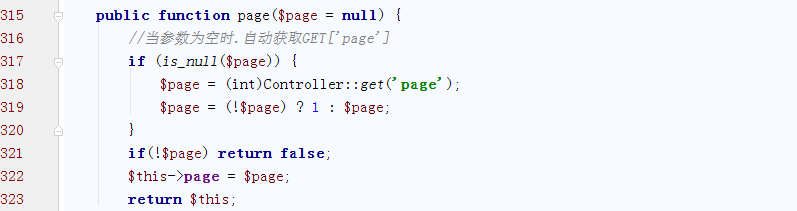 315 public function page($page = null) {
316 //当参数为空时.自动获取GET['page']
317 if (is_null($page)) {
318 $page = (int)Controller::get('page');
319 $page = (!$page) ? 1 : $page;
320 }
321 if(!$page) return false;
322 $this->page = $page;
323 return $this;